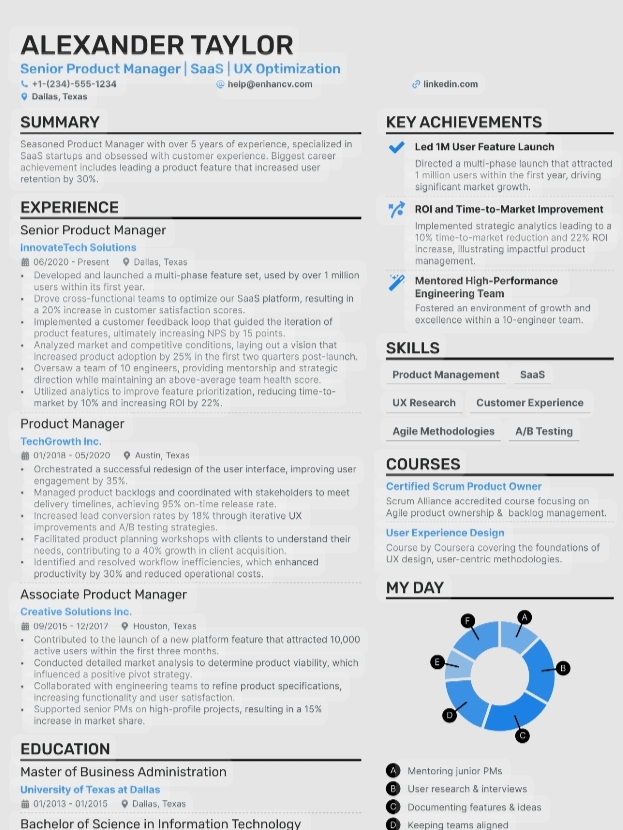 ALEXANDER TAYLOR
Senior Product Manager | SaaS | UX Optimization
+1-(234)-555-1234
help@enhancv.com
linkedin.com
Dallas, Texas
SUMMARY
Seasoned Product Manager with over 5 years of experience, specialized in
SaaS startups and obsessed with customer experience. Biggest career
achievement includes leading a product feature that increased user
retention by 30%.
EXPERIENCE
Senior Product Manager
InnovateTech Solutions
06/2020 - Present
Dallas, Texas
• Developed and launched a multi-phase feature set, used by over 1 million
users within its first year.
• Drove cross-functional teams to optimize our SaaS platform, resulting in
a 20% increase in customer satisfaction scores.
• Implemented a customer feedback loop that guided the iteration of
product features, ultimately increasing NPS by 15 points.
• Analyzed market and competitive conditions, laying out a vision that
increased product adoption by 25% in the first two quarters post-launch.
• Oversaw a team of 10 engineers, providing mentorship and strategic
direction while maintaining an above-average team health score.
• Utilized analytics to improve feature prioritization, reducing time-to-
market by 10% and increasing ROI by 22%.
Product Manager
TechGrowth Inc.
01/2018 - 05/2020
Austin, Texas
• Orchestrated a successful redesign of the user interface, improving user
engagement by 35%.
• Managed product backlogs and coordinated with stakeholders to meet
delivery timelines, achieving 95% on-time release rate.
• Increased lead conversion rates by 18% through iterative UX
improvements and A/B testing strategies.
• Facilitated product planning workshops with clients to understand their
needs, contributing to a 40% growth in client acquisition.
• Identified and resolved workflow inefficiencies, which enhanced
productivity by 30% and reduced operational costs.
Associate Product Manager
Creative Solutions Inc.
09/2015 - 12/2017
Houston, Texas
• Contributed to the launch of a new platform feature that attracted 10,000
active users within the first three months.
• Conducted detailed market analysis to determine product viability, which
influenced a positive pivot strategy.
• Collaborated with engineering teams to refine product specifications,
increasing functionality and user satisfaction.
• Supported senior PMs on high-profile projects, resulting in a 15%
increase in market share.
EDUCATION
Master of Business Administration
University of Texas at Dallas
01/2013 - 01/2015
Dallas, Texas
Bachelor of Science in Information Technology
KEY ACHIEVEMENTS
Led 1M User Feature Launch
Directed a multi-phase launch that attracted
1 million users within the first year, driving
significant market growth.
ROI and Time-to-Market Improvement
Implemented strategic analytics leading to a
10% time-to-market reduction and 22% ROI
increase, illustrating impactful product
management.
Mentored High-Performance
Engineering Team
Fostered an environment of growth and
excellence within a 10-engineer team.
SKILLS
Product Management
SaaS
UX Research
Customer Experience
Agile Methodologies
A/B Testing
COURSES
Certified Scrum Product Owner
Scrum Alliance accredited course focusing on
Agile product ownership & backlog management.
User Experience Design
Course by Coursera covering the foundations of
UX design, user-centric methodologies.
MY DAY
F
A
E
B
D
C
A Mentoring junior PMs
B User research & interviews
C Documenting features & ideas
D Keeping teams aligned